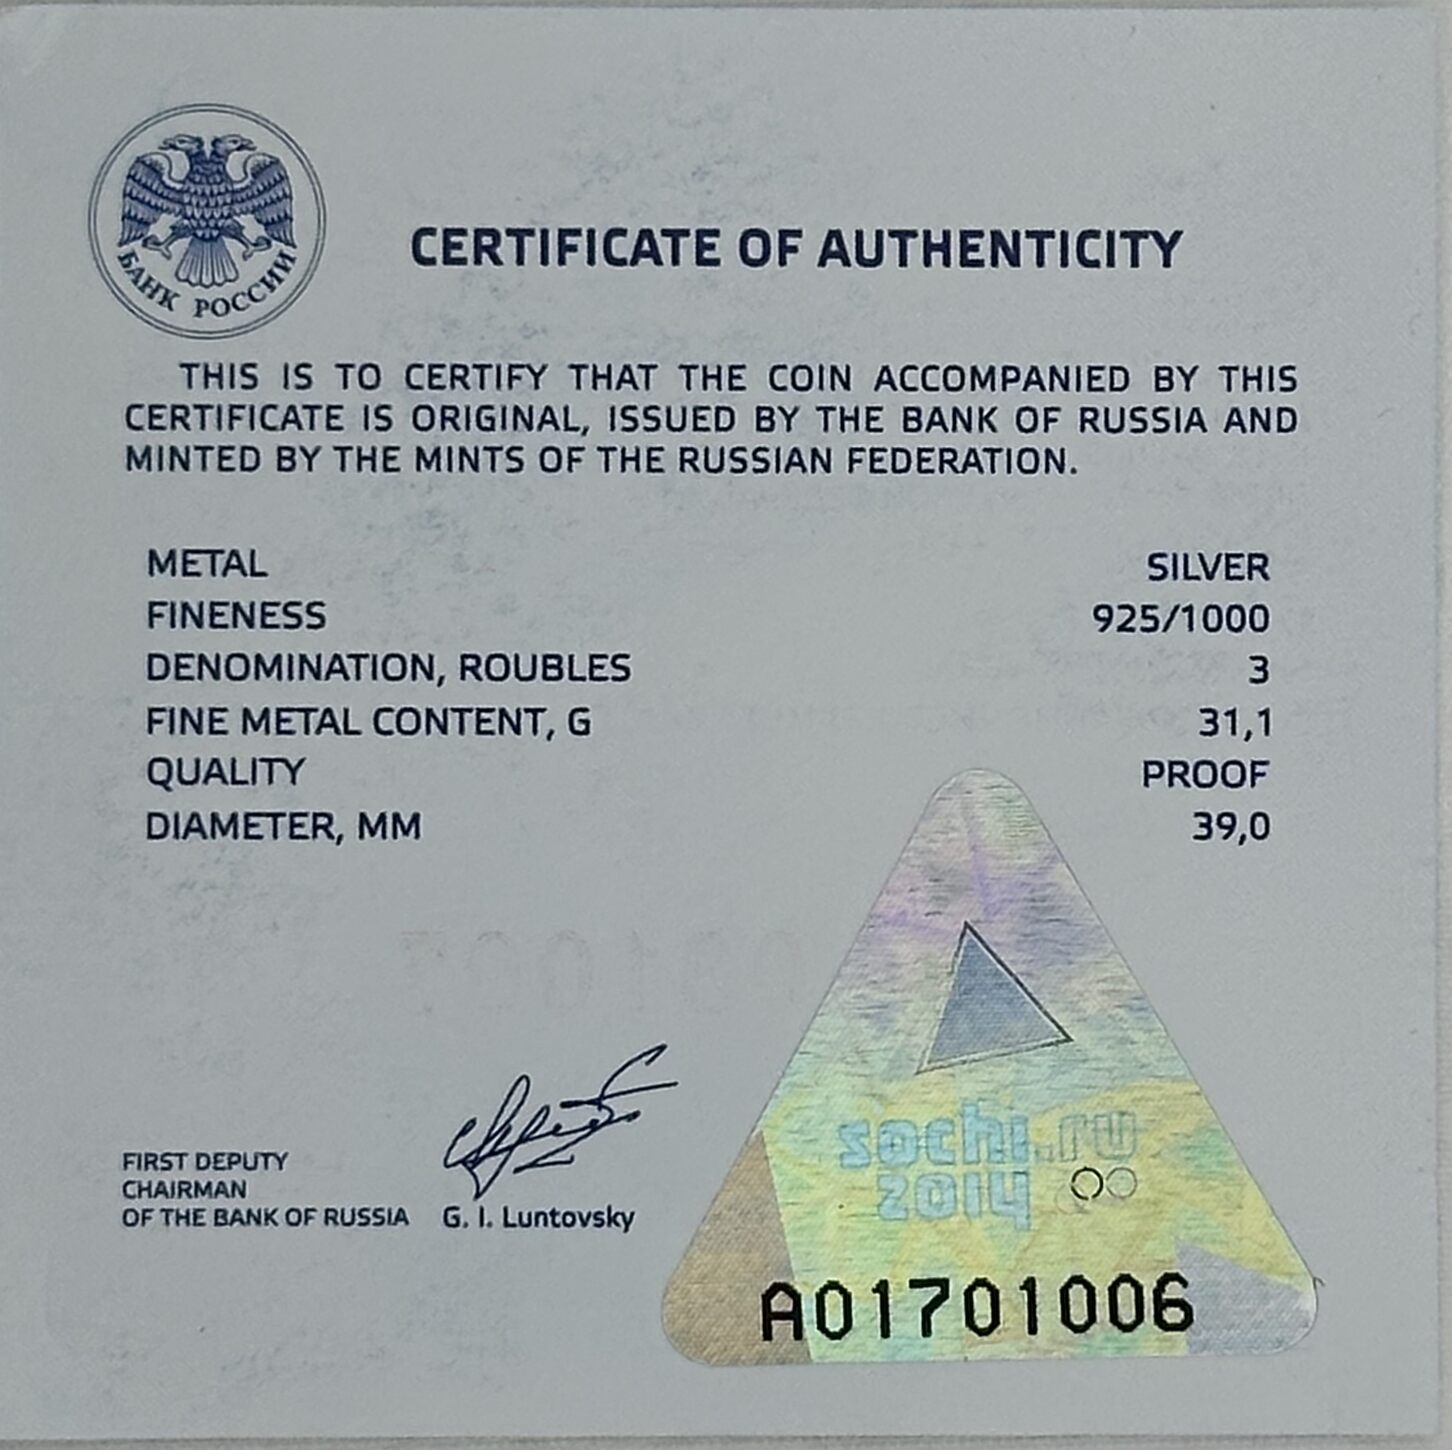 БАНК РОССИИ
CERTIFICATE OF AUTHENTICITY
THIS IS TO CERTIFY THAT THE COIN ACCOMPANIED BY THIS
CERTIFICATE IS ORIGINAL, ISSUED BY THE BANK OF RUSSIA AND
MINTED BY THE MINTS OF THE RUSSIAN FEDERATION.
METAL SILVER
FINENESS 925/1000
DENOMINATION, ROUBLES 3
FINE METAL CONTENT, G 31,1
QUALITY PROOF
DIAMETER, MM 39,0
FIRST DEPUTY
CHAIRMAN
OF THE BANK OF RUSSIA G. I. Luntovsky
sochi.ru
2014
A01701006